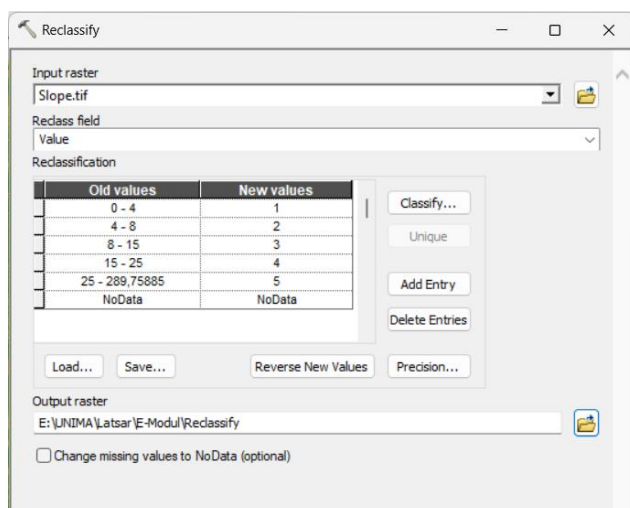 Reclassify
Input raster
Slope.tif
Reclass field
Value
Reclassification
Old values New values
0 - 4 1
4 - 8 2
8 - 15 3
15 - 25 4
25 - 289,75885 5
NoData NoData
Classify...
Unique
Add Entry
Delete Entries
Load... Save... Reverse New Values Precision...
Output raster
E:\UNIMA\Latsar\E-Modul\Reclassify
Change missing values to NoData (optional)